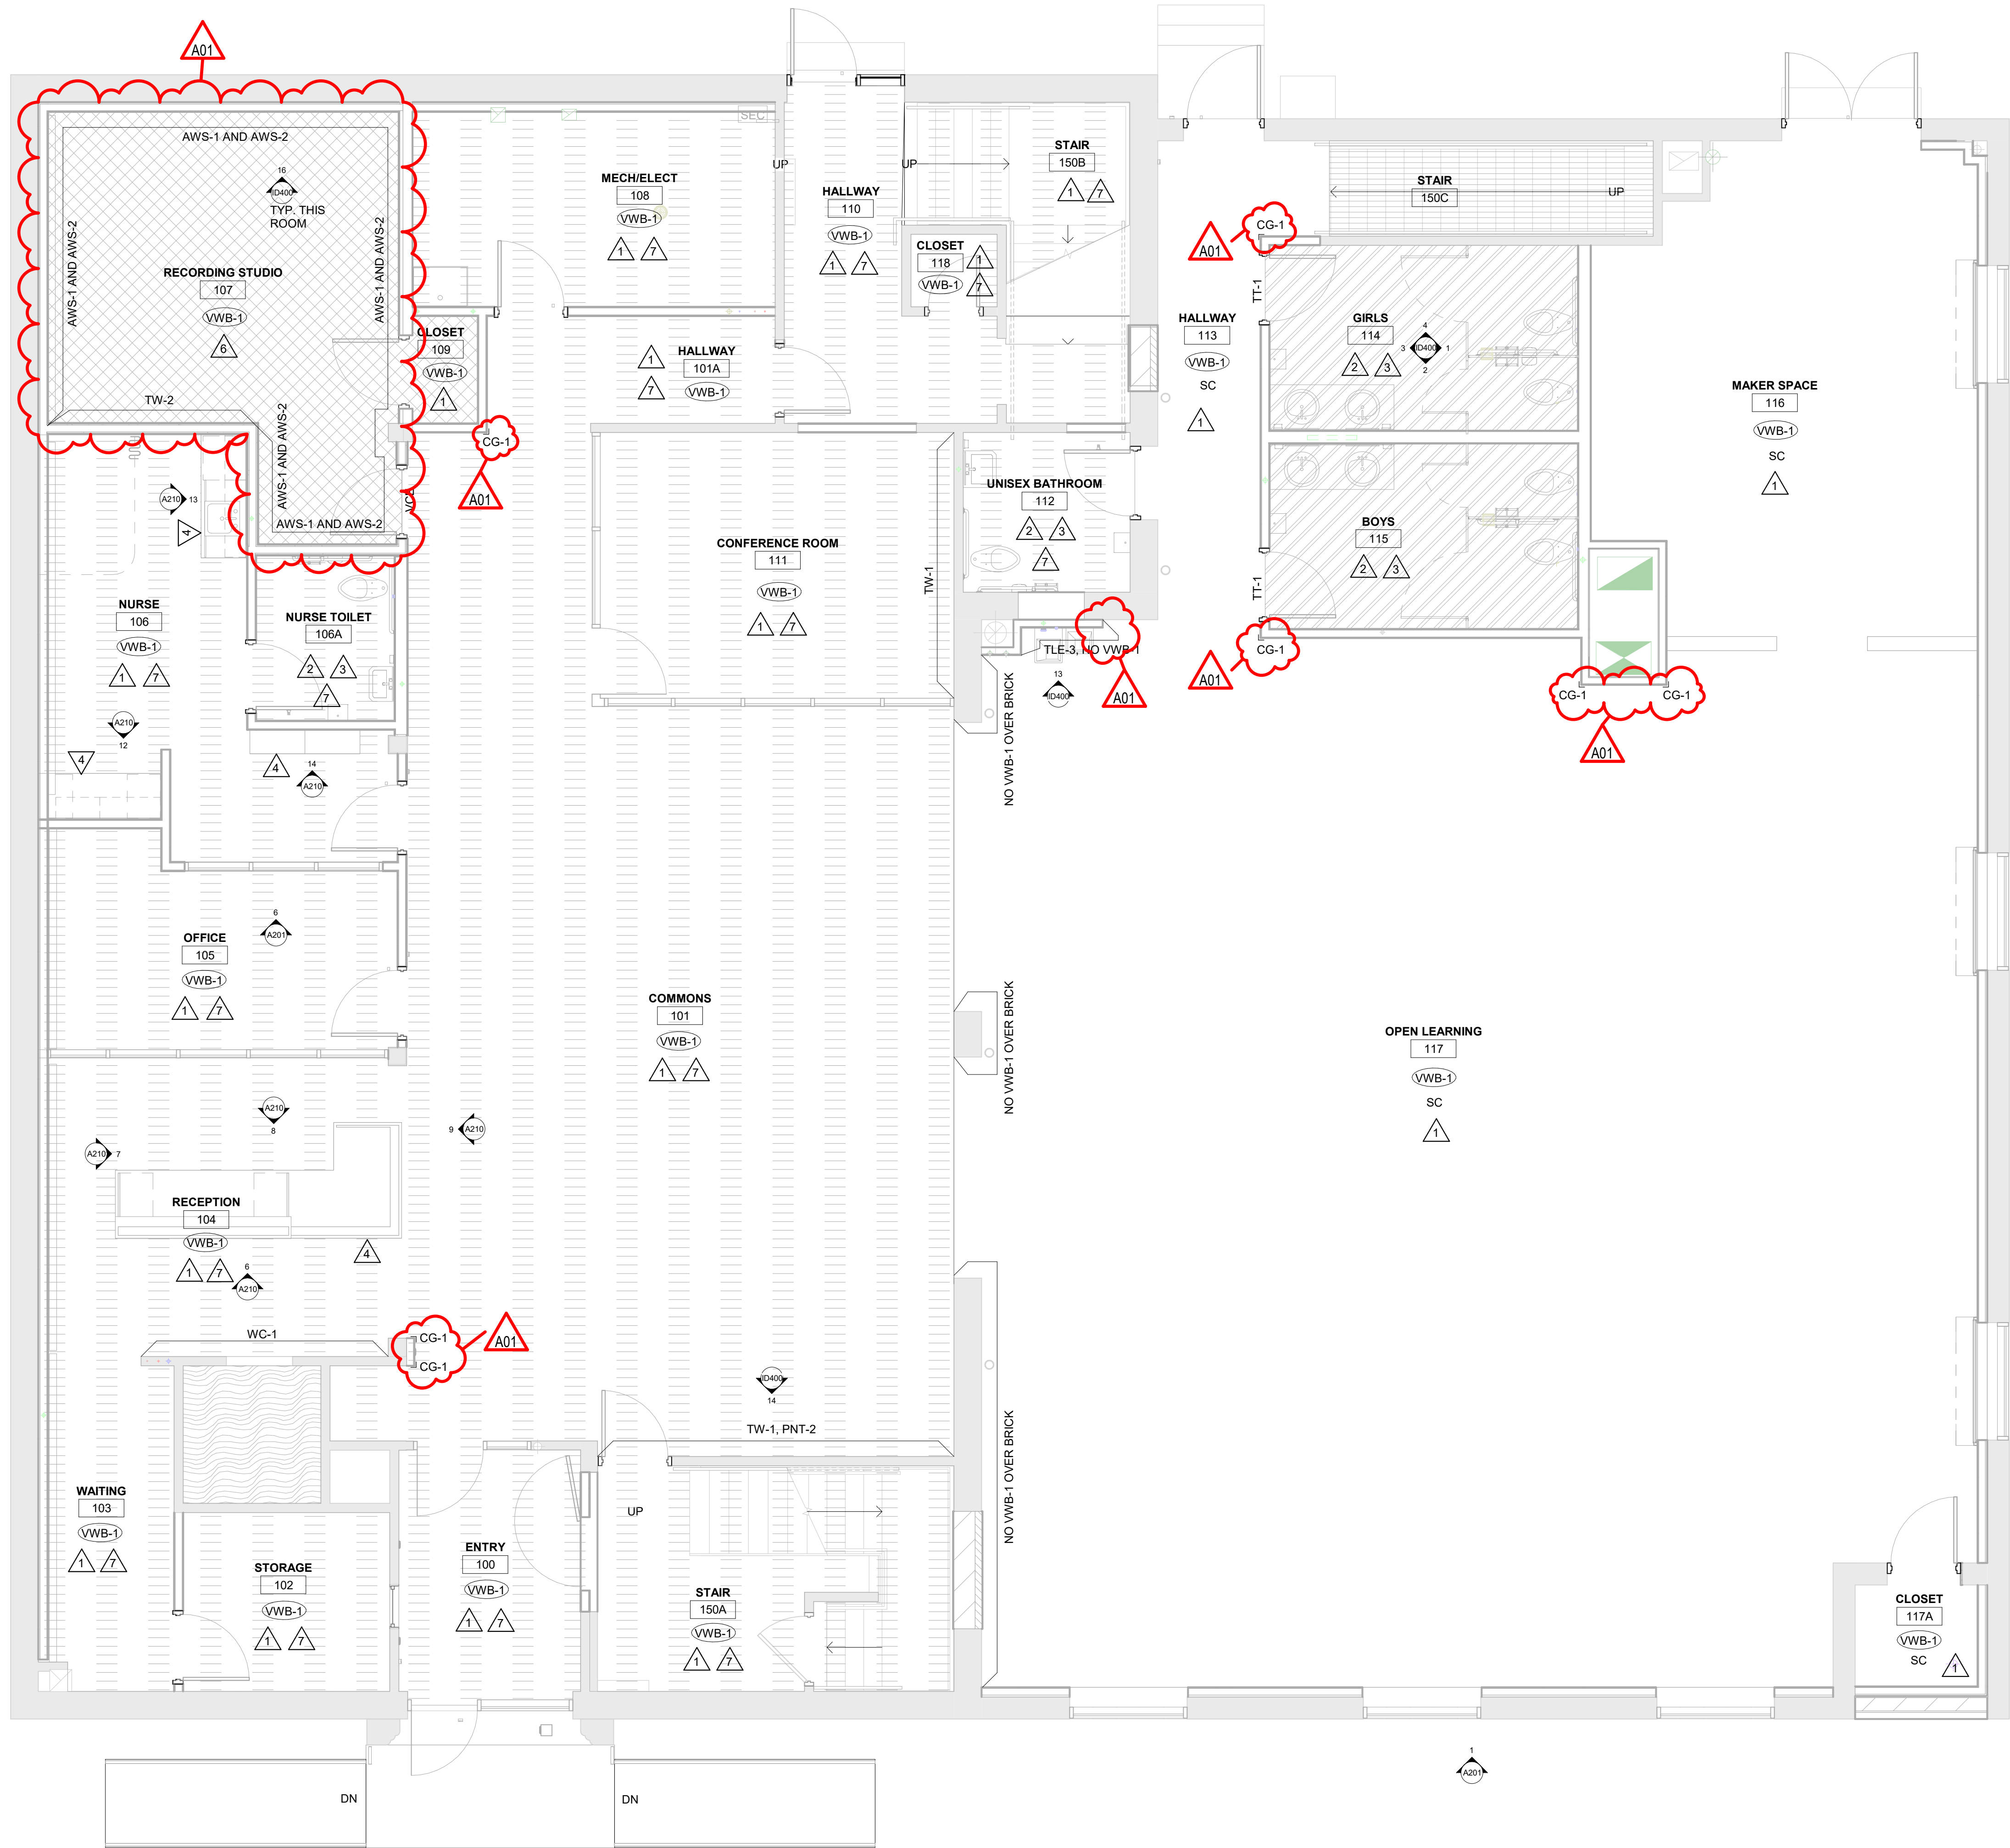 A01
AWS-1 AND AWS-2
16
ID400
TYP. THIS
ROOM
AWS-1 AND AWS-2
AWS-1 AND AWS-2
RECORDING STUDIO
107
VWB-1
6
TW-2
AWS-1 AND AWS-2
AWS-1 AND AWS-2
SEC
MECH/ELECT
108
VWB-1
1
7
UP
HALLWAY
110
VWB-1
1
7
UP
STAIR
150B
1
7
CLOSET
118
VWB-1
1
7
CLOSET
109
VWB-1
1
CG-1
A01
HALLWAY
101A
VWB-1
1
7
STAIR
150C
UP
CG-1
A01
TT-1
HALLWAY
113
VWB-1
SC
1
GIRLS
114
2
3
4
3
ID400
1
2
MAKER SPACE
116
VWB-1
SC
1
BOYS
115
2
3
TT-1
CG-1
A01
CG-1
CG-1
A01
UNISEX BATHROOM
112
2
3
7
TLE-3, NO VWB-1
13
ID400
A01
CONFERENCE ROOM
111
VWB-1
1
7
TW-1
NO VWB-1 OVER BRICK
A210
13
4
NURSE
106
VWB-1
1
7
A210
12
4
NURSE TOILET
106A
2
3
7
4
14
A210
OFFICE
105
VWB-1
1
7
6
A201
COMMONS
101
VWB-1
1
7
NO VWB-1 OVER BRICK
OPEN LEARNING
117
VWB-1
SC
1
A210
8
A210
7
9
A210
RECEPTION
104
VWB-1
1
7
4
6
A210
WC-1
CG-1
CG-1
A01
ID400
14
TW-1, PNT-2
NO VWB-1 OVER BRICK
WAITING
103
VWB-1
1
7
STORAGE
102
VWB-1
1
7
ENTRY
100
VWB-1
1
7
UP
STAIR
150A
VWB-1
1
7
CLOSET
117A
VWB-1
SC
1
DN
DN
1
A201